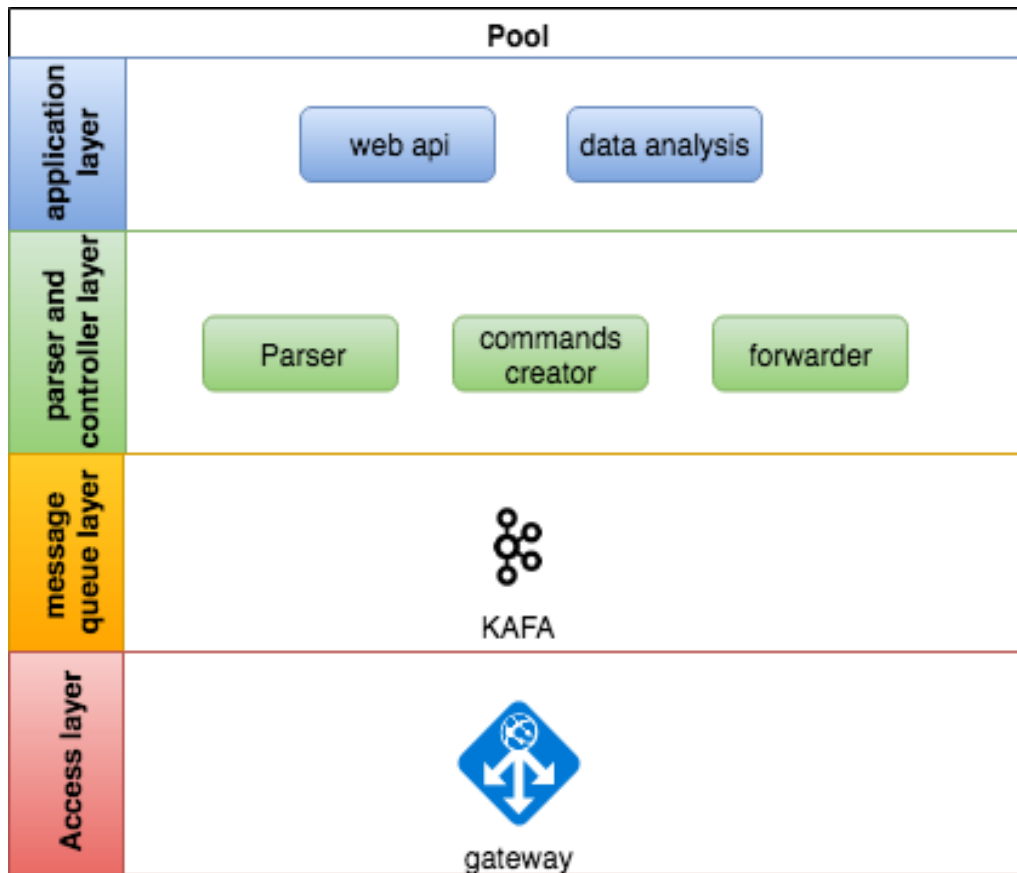 Pool
application
layer
web api
data analysis
parser and
controller layer
Parser
commands
creator
forwarder
message
queue layer
KAFA
Access layer
gateway